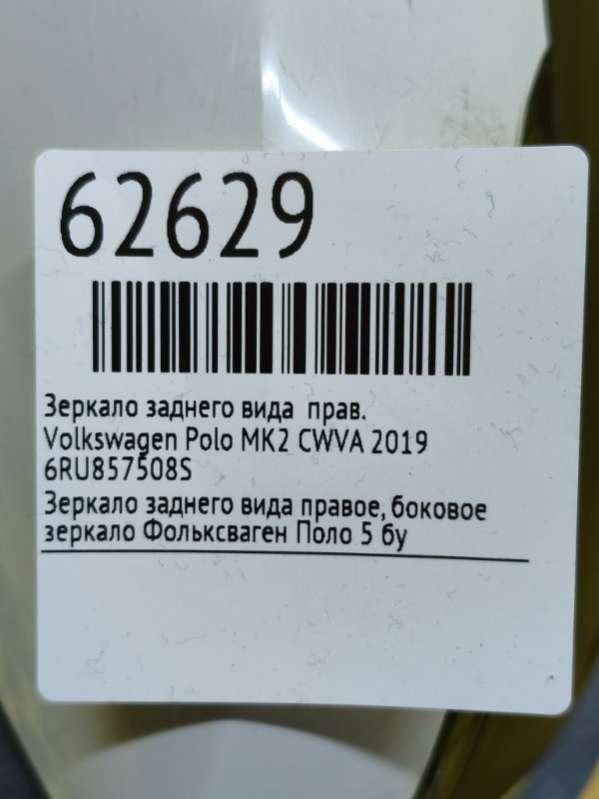 62629
Зеркало заднего вида прав.
Volkswagen Polo MK2 CWVA 2019
6RU857508S
Зеркало заднего вида правое, боковое
зеркало Фольксваген Поло 5 бу